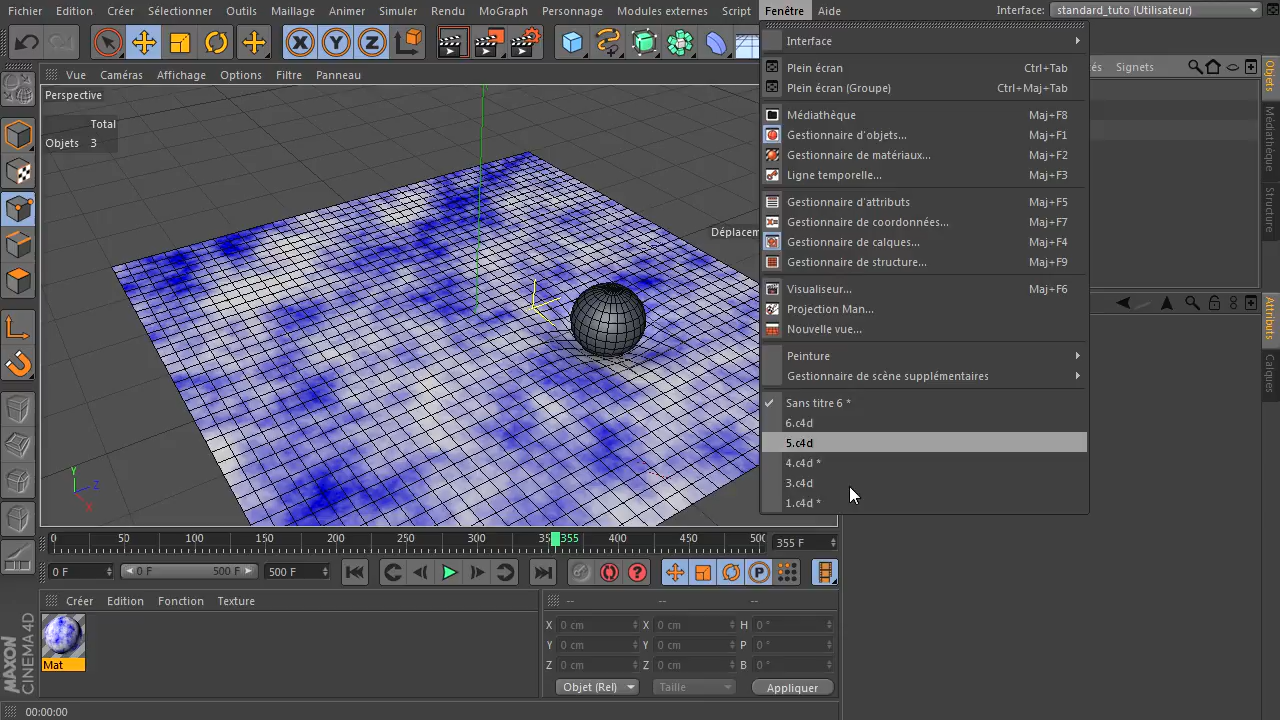 Fichier Edition Créer Sélectionner Outils Maillage Animer Simuler Rendu MoGraph Personnage Modules externes Script Fenêtre Aide Interface: standard_tuto (Utilisateur)
Vue Caméras Affichage Options Filtre Panneau
Perspective
Total
Objets 3
Déplacem
Interface
Plein écran Ctrl+Tab
Plein écran (Groupe) Ctrl+Maj+Tab
Médiathèque Maj+F8
Gestionnaire d'objets... Maj+F1
Gestionnaire de matériaux... Maj+F2
Ligne temporelle... Maj+F3
Gestionnaire d'attributs Maj+F5
Gestionnaire de coordonnées... Maj+F7
Gestionnaire de calques... Maj+F4
Gestionnaire de structure... Maj+F9
Visualiseur... Maj+F6
Projection Man...
Nouvelle vue...
Peinture
Gestionnaire de scène supplémentaires
Sans titre 6 *
6.c4d
5.c4d
4.c4d *
3.c4d
1.c4d *
és Signets
Objets
Médiathèque
Structure
Attributs
Calques
X Y Z
Y
Z
X
0 50 100 150 200 250 300 35 355 400 450 500 355 F
0 F 0 F 500 F 500 F
P
Créer Edition Fonction Texture
Mat
-- -- --
X 0 cm X 0 cm H 0 °
Y 0 cm Y 0 cm P 0 °
Z 0 cm Z 0 cm B 0 °
Objet (Rel) Taille Appliquer
MAXON
CINEMA 4D
00:00:00